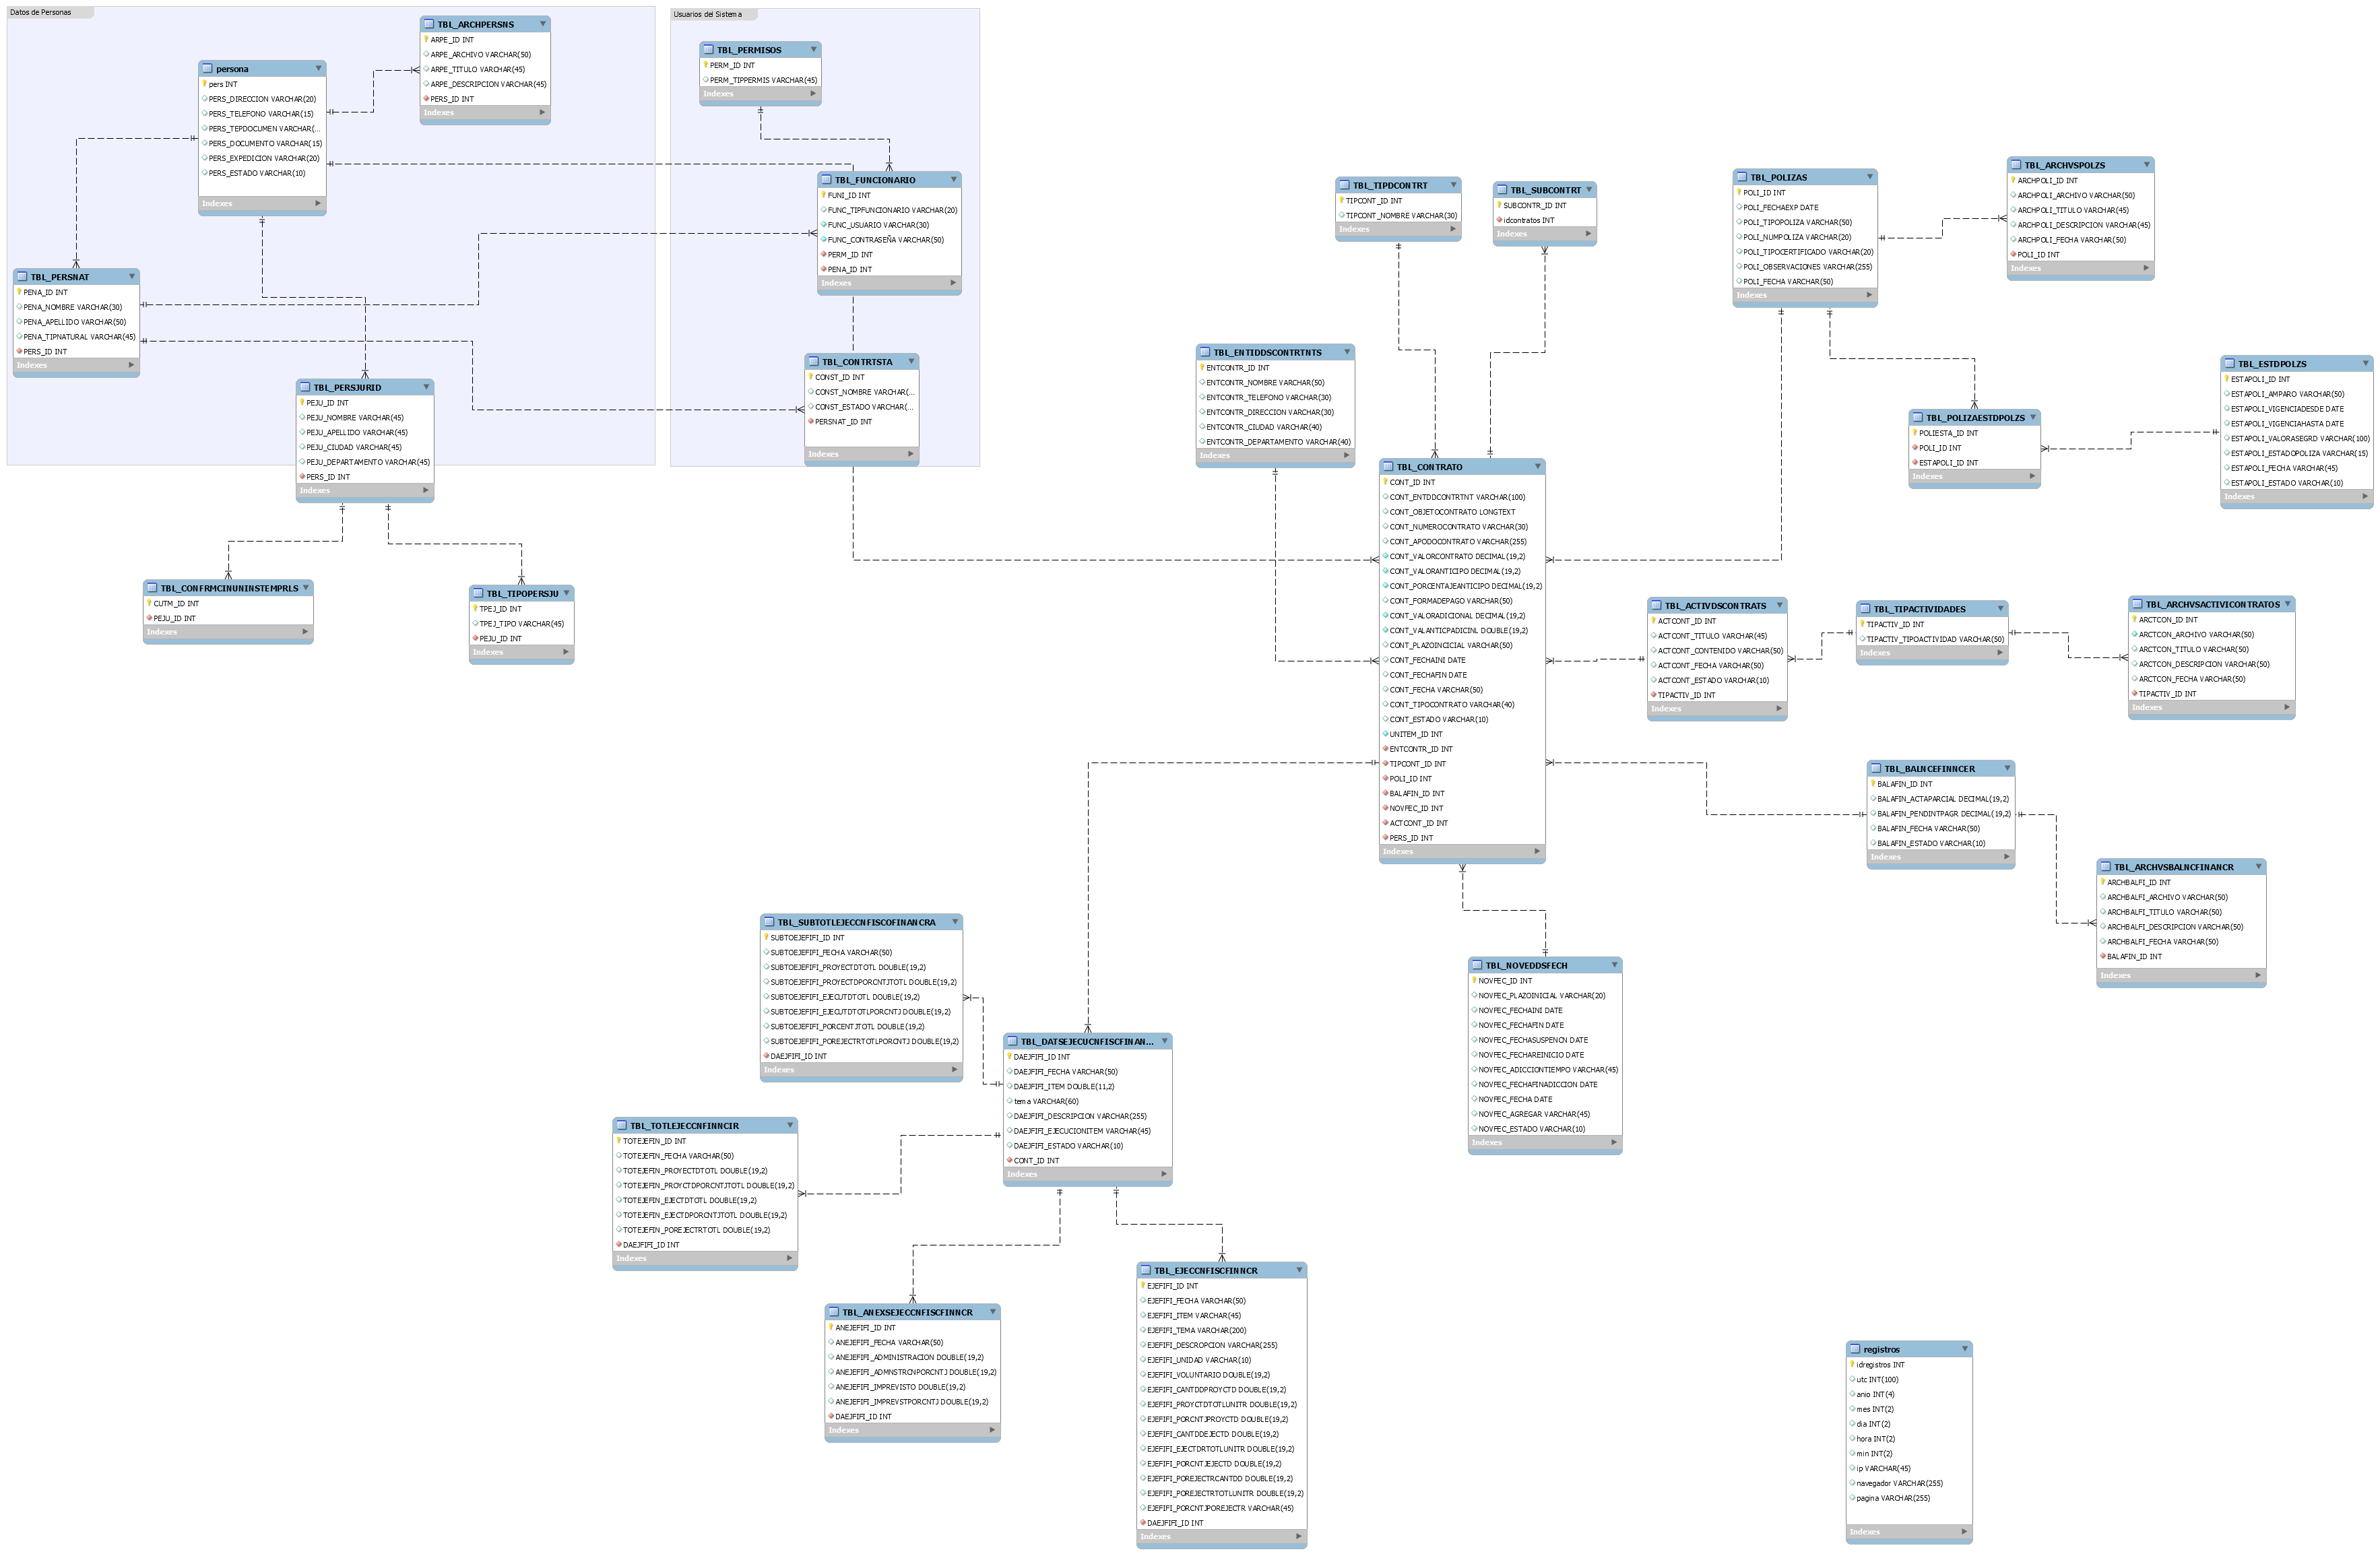 Datos de Personas
TBL_ARCHPERSNS
ARPE_ID INT
ARPE_ARCHIVO VARCHAR(50)
ARPE_TITULO VARCHAR(45)
ARPE_DESCRIPCION VARCHAR(45)
PERS_ID INT
Indexes
persona
pers INT
PERS_DIRECCION VARCHAR(20)
PERS_TELEFONO VARCHAR(15)
PERS_TEPDOCUMEN VARCHAR(...
PERS_DOCUMENTO VARCHAR(15)
PERS_EXPEDICION VARCHAR(20)
PERS_ESTADO VARCHAR(10)
Indexes
TBL_PERSNAT
PENA_ID INT
PENA_NOMBRE VARCHAR(30)
PENA_APELLIDO VARCHAR(50)
PENA_TIPNATURAL VARCHAR(45)
PERS_ID INT
Indexes
TBL_PERSJURID
PEJU_ID INT
PEJU_NOMBRE VARCHAR(45)
PEJU_APELLIDO VARCHAR(45)
PEJU_CIUDAD VARCHAR(45)
PEJU_DEPARTAMENTO VARCHAR(45)
PERS_ID INT
Indexes
TBL_CONFRMCINUNINSTEMPRLS
CUTM_ID INT
PEJU_ID INT
Indexes
TBL_TIPOPERSJU
TPEJ_ID INT
TPEJ_TIPO VARCHAR(45)
PEJU_ID INT
Indexes
Usuarios del Sistema
TBL_PERMISOS
PERM_ID INT
PERM_TIPPERMIS VARCHAR(45)
Indexes
TBL_FUNCIONARIO
FUNI_ID INT
FUNC_TIPFUNCIONARIO VARCHAR(20)
FUNC_USUARIO VARCHAR(30)
FUNC_CONTRASEÑA VARCHAR(50)
PERM_ID INT
PENA_ID INT
Indexes
TBL_CONTRTSTA
CONST_ID INT
CONST_NOMBRE VARCHAR(...
CONST_ESTADO VARCHAR(...
PERSNAT_ID INT
Indexes
TBL_TIPDCONTRT
TIPCONT_ID INT
TIPCONT_NOMBRE VARCHAR(30)
Indexes
TBL_SUBCONTRT
SUBCONTR_ID INT
idcontratos INT
Indexes
TBL_ENTIDDSCONTRTNTS
ENTCONTR_ID INT
ENTCONTR_NOMBRE VARCHAR(50)
ENTCONTR_TELEFONO VARCHAR(30)
ENTCONTR_DIRECCION VARCHAR(30)
ENTCONTR_CIUDAD VARCHAR(40)
ENTCONTR_DEPARTAMENTO VARCHAR(40)
Indexes
TBL_POLIZAS
POLI_ID INT
POLI_FECHAEXP DATE
POLI_TIPOPOLIZA VARCHAR(50)
POLI_NUMPOLIZA VARCHAR(20)
POLI_TIPOCERTIFICADO VARCHAR(20)
POLI_OBSERVACIONES VARCHAR(255)
POLI_FECHA VARCHAR(50)
Indexes
TBL_ARCHVSPOLZS
ARCHPOLI_ID INT
ARCHPOLI_ARCHIVO VARCHAR(50)
ARCHPOLI_TITULO VARCHAR(45)
ARCHPOLI_DESCRIPCION VARCHAR(45)
ARCHPOLI_FECHA VARCHAR(50)
POLI_ID INT
Indexes
TBL_POLIZAESTDPOLZS
POLIESTA_ID INT
POLI_ID INT
ESTAPOLI_ID INT
Indexes
TBL_ESTDPOLZS
ESTAPOLI_ID INT
ESTAPOLI_AMPARO VARCHAR(50)
ESTAPOLI_VIGENCIADESDE DATE
ESTAPOLI_VIGENCIAHASTA DATE
ESTAPOLI_VALORASEGRD VARCHAR(100)
ESTAPOLI_ESTADOPOLIZA VARCHAR(15)
ESTAPOLI_FECHA VARCHAR(45)
ESTAPOLI_ESTADO VARCHAR(10)
Indexes
TBL_CONTRATO
CONT_ID INT
CONT_ENTDDCONTRTNT VARCHAR(100)
CONT_OBJETOCONTRATO LONGTEXT
CONT_NUMEROCONTRATO VARCHAR(30)
CONT_APODOCONTRATO VARCHAR(255)
CONT_VALORCONTRATO DECIMAL(19,2)
CONT_VALORANTICIPO DECIMAL(19,2)
CONT_PORCENTAJEANTICIPO DECIMAL(19,2)
CONT_FORMADEPAGO VARCHAR(50)
CONT_VALORADICIONAL DECIMAL(19,2)
CONT_VALANTICPADICINL DOUBLE(19,2)
CONT_PLAZOINCICIAL VARCHAR(50)
CONT_FECHAINI DATE
CONT_FECHAFIN DATE
CONT_FECHA VARCHAR(50)
CONT_TIPOCONTRATO VARCHAR(40)
CONT_ESTADO VARCHAR(10)
UNITEM_ID INT
ENTCONTR_ID INT
TIPCONT_ID INT
POLI_ID INT
BALAFIN_ID INT
NOVFEC_ID INT
ACTCONT_ID INT
PERS_ID INT
Indexes
TBL_ACTIVDSCONTRATS
ACTCONT_ID INT
ACTCONT_TITULO VARCHAR(45)
ACTCONT_CONTENIDO VARCHAR(50)
ACTCONT_FECHA VARCHAR(50)
ACTCONT_ESTADO VARCHAR(10)
TIPACTIV_ID INT
Indexes
TBL_TIPACTIVIDADES
TIPACTIV_ID INT
TIPACTIV_TIPOACTIVIDAD VARCHAR(50)
Indexes
TBL_ARCHVSACTIVICONTRATOS
ARCTCON_ID INT
ARCTCON_ARCHIVO VARCHAR(50)
ARCTCON_TITULO VARCHAR(50)
ARCTCON_DESCRIPCION VARCHAR(50)
ARCTCON_FECHA VARCHAR(50)
TIPACTIV_ID INT
Indexes
TBL_BALNCEFINNCER
BALAFIN_ID INT
BALAFIN_ACTAPARCIAL DECIMAL(19,2)
BALAFIN_PENDINTPAGR DECIMAL(19,2)
BALAFIN_FECHA VARCHAR(50)
BALAFIN_ESTADO VARCHAR(10)
Indexes
TBL_ARCHVSBALNCFINANCR
ARCHBALFI_ID INT
ARCHBALFI_ARCHIVO VARCHAR(50)
ARCHBALFI_TITULO VARCHAR(50)
ARCHBALFI_DESCRIPCION VARCHAR(50)
ARCHBALFI_FECHA VARCHAR(50)
BALAFIN_ID INT
Indexes
TBL_SUBTOTLEJECCNFISCOFINANCRA
SUBTOEJEFIFI_ID INT
SUBTOEJEFIFI_FECHA VARCHAR(50)
SUBTOEJEFIFI_PROYECTDTOTL DOUBLE(19,2)
SUBTOEJEFIFI_PROYECTDPORCNTJTOTL DOUBLE(19,2)
SUBTOEJEFIFI_EJECUTDTOTL DOUBLE(19,2)
SUBTOEJEFIFI_EJECUTDTOTLPORCNTJ DOUBLE(19,2)
SUBTOEJEFIFI_PORCENTJTOTL DOUBLE(19,2)
SUBTOEJEFIFI_POREJECTRTOTLPORCNTJ DOUBLE(19,2)
DAEJFIFI_ID INT
Indexes
TBL_DATSEJECUCNFISCFINAN...
DAEJFIFI_ID INT
DAEJFIFI_FECHA VARCHAR(50)
DAEJFIFI_ITEM DOUBLE(11,2)
tema VARCHAR(60)
DAEJFIFI_DESCRIPCION VARCHAR(255)
DAEJFIFI_EJECUCIONITEM VARCHAR(45)
DAEJFIFI_ESTADO VARCHAR(10)
CONT_ID INT
Indexes
TBL_NOVEDDSFECH
NOVFEC_ID INT
NOVFEC_PLAZOINICIAL VARCHAR(20)
NOVFEC_FECHAINI DATE
NOVFEC_FECHAFIN DATE
NOVFEC_FECHASUSPENCN DATE
NOVFEC_FECHAREINICIO DATE
NOVFEC_ADICCIONTIEMPO VARCHAR(45)
NOVFEC_FECHAFINADICCION DATE
NOVFEC_FECHA DATE
NOVFEC_AGREGAR VARCHAR(45)
NOVFEC_ESTADO VARCHAR(10)
Indexes
TBL_TOTLEJECCNFINNCIR
TOTEJEFIN_ID INT
TOTEJEFIN_FECHA VARCHAR(50)
TOTEJEFIN_PROYECTDTOTL DOUBLE(19,2)
TOTEJEFIN_PROYCTDPORCNTJTOTL DOUBLE(19,2)
TOTEJEFIN_EJECTDTOTL DOUBLE(19,2)
TOTEJEFIN_EJECTDPORCNTJTOTL DOUBLE(19,2)
TOTEJEFIN_POREJECTRTOTL DOUBLE(19,2)
DAEJFIFI_ID INT
Indexes
TBL_ANEXSEJECCNFISCFINNCR
ANEJEFIFI_ID INT
ANEJEFIFI_FECHA VARCHAR(50)
ANEJEFIFI_ADMINISTRACION DOUBLE(19,2)
ANEJEFIFI_ADMNSTRCNPORCNTJ DOUBLE(19,2)
ANEJEFIFI_IMPREVISTO DOUBLE(19,2)
ANEJEFIFI_IMPREVSTPORCNTJ DOUBLE(19,2)
DAEJFIFI_ID INT
Indexes
TBL_EJECCNFISCFINNCR
EJEFIFI_ID INT
EJEFIFI_FECHA VARCHAR(50)
EJEFIFI_ITEM VARCHAR(45)
EJEFIFI_TEMA VARCHAR(200)
EJEFIFI_DESCROPCION VARCHAR(255)
EJEFIFI_UNIDAD VARCHAR(10)
EJEFIFI_VOLUNTARIO DOUBLE(19,2)
EJEFIFI_CANTDDPROYCTD DOUBLE(19,2)
EJEFIFI_PROYCTDTOTLUNITR DOUBLE(19,2)
EJEFIFI_PORCNTJPROYCTD DOUBLE(19,2)
EJEFIFI_CANTDDEJECTD DOUBLE(19,2)
EJEFIFI_EJECTDRTOTLUNITR DOUBLE(19,2)
EJEFIFI_PORCNTJEJECTD DOUBLE(19,2)
EJEFIFI_POREJECTRCANTDD DOUBLE(19,2)
EJEFIFI_POREJECTRTOTLUNITR DOUBLE(19,2)
EJEFIFI_PORCNTJPOREJECTR VARCHAR(45)
DAEJFIFI_ID INT
Indexes
registros
idregistros INT
utc INT(100)
anio INT(4)
mes INT(2)
dia INT(2)
hora INT(2)
min INT(2)
ip VARCHAR(45)
navegador VARCHAR(255)
pagina VARCHAR(255)
Indexes